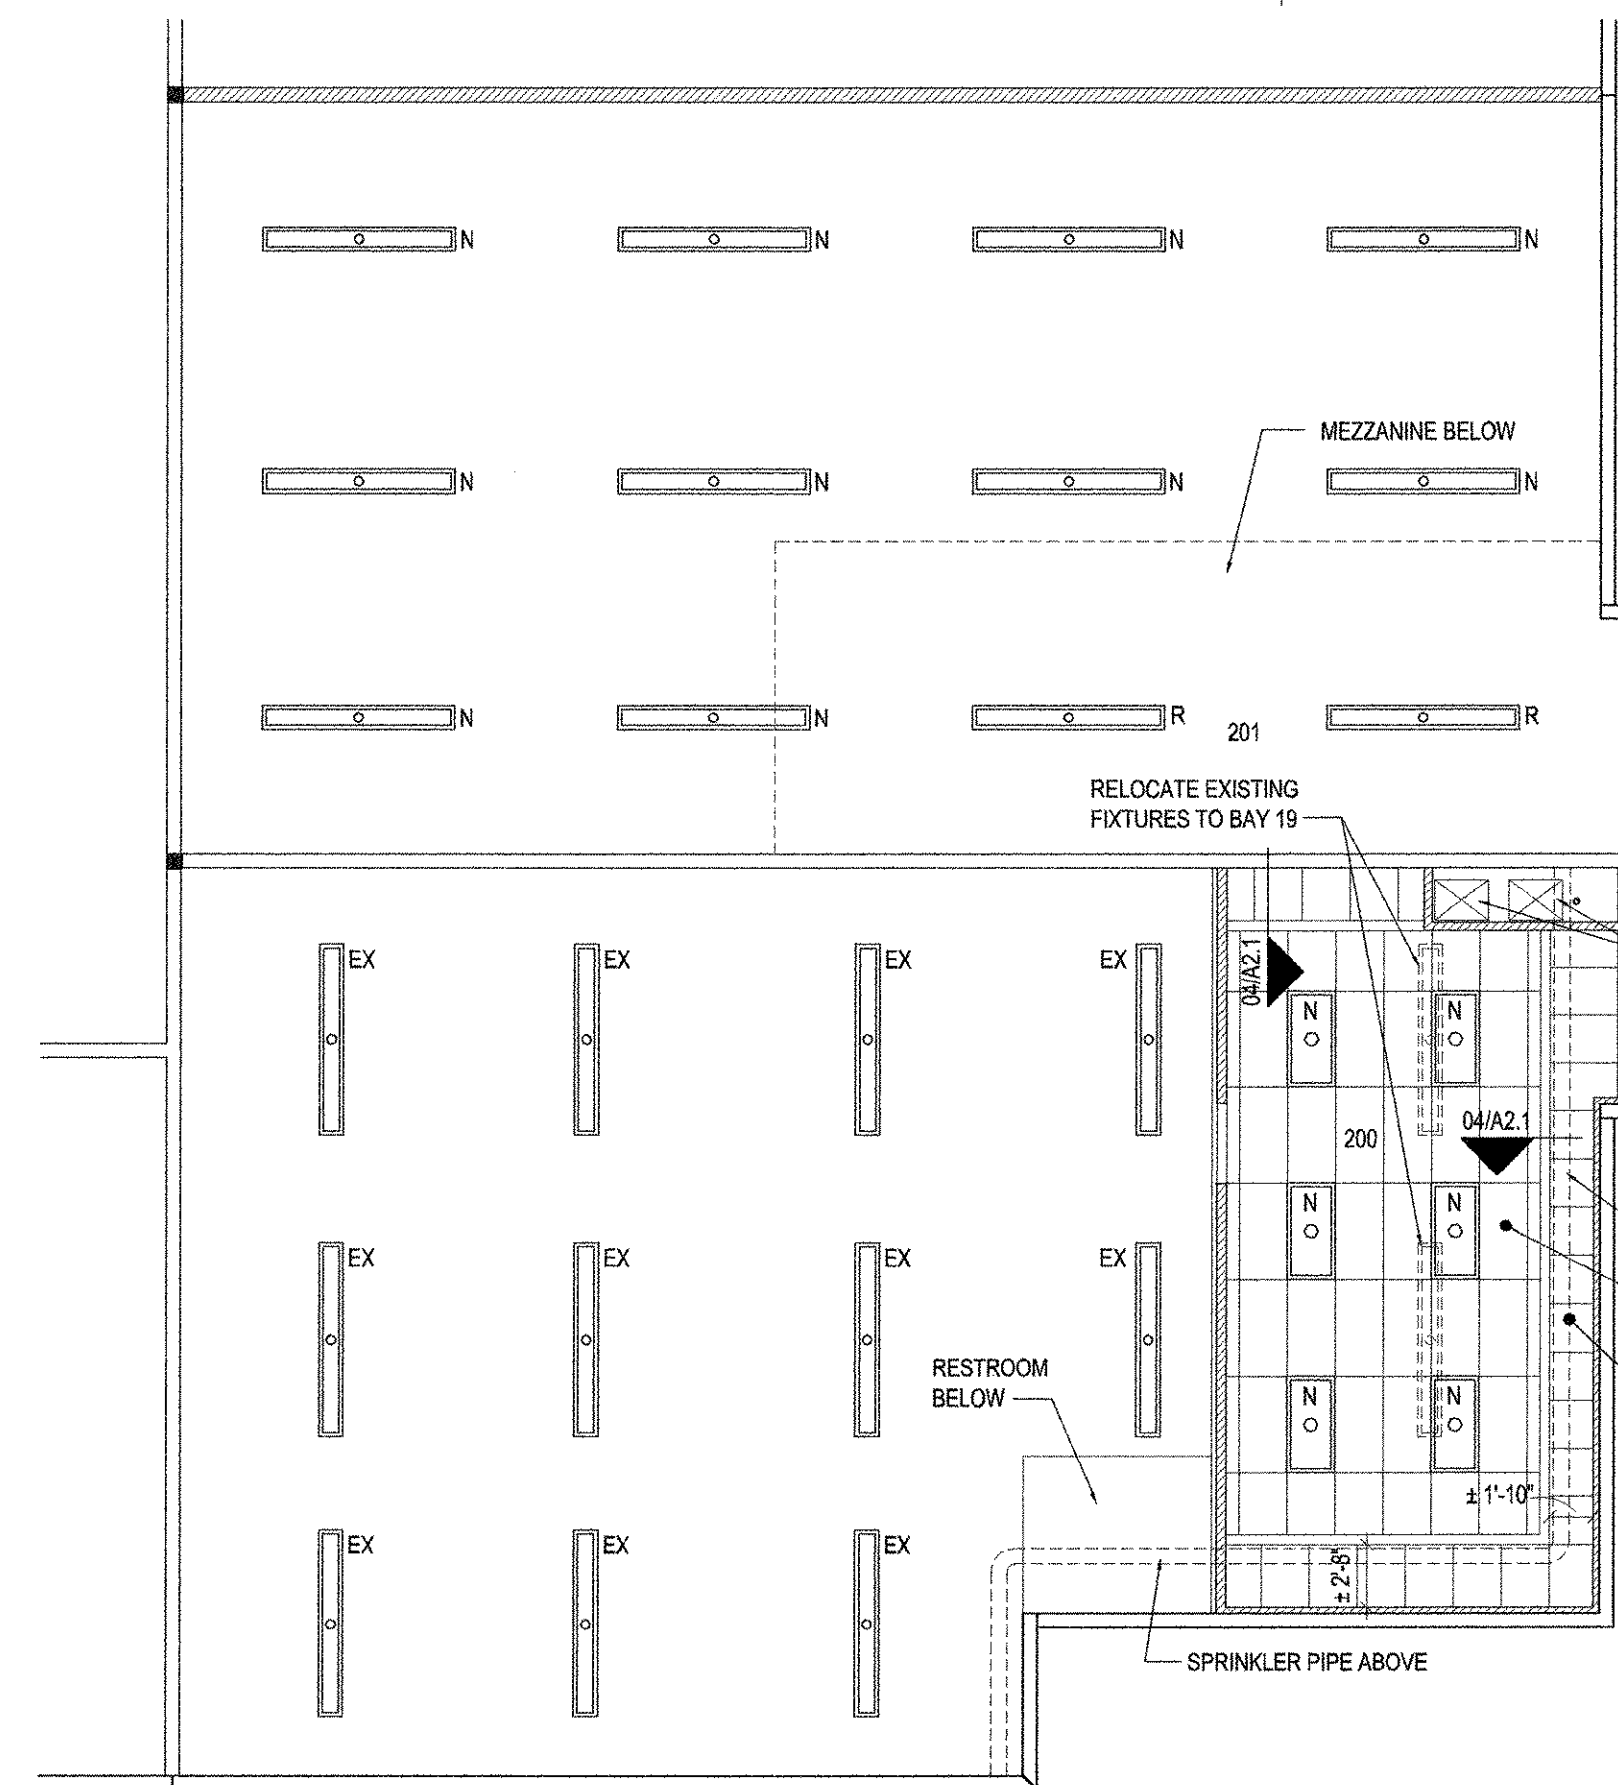 N N N N
MEZZANINE BELOW
N N N N
N N R R
201
RELOCATE EXISTING
FIXTURES TO BAY 19
EX EX EX EX
04/A2.1
N N
04/A2.1
200
N N
EX EX EX EX
RESTROOM
BELOW
N N
± 1'-10"
EX EX EX
± 2'-8"
SPRINKLER PIPE ABOVE